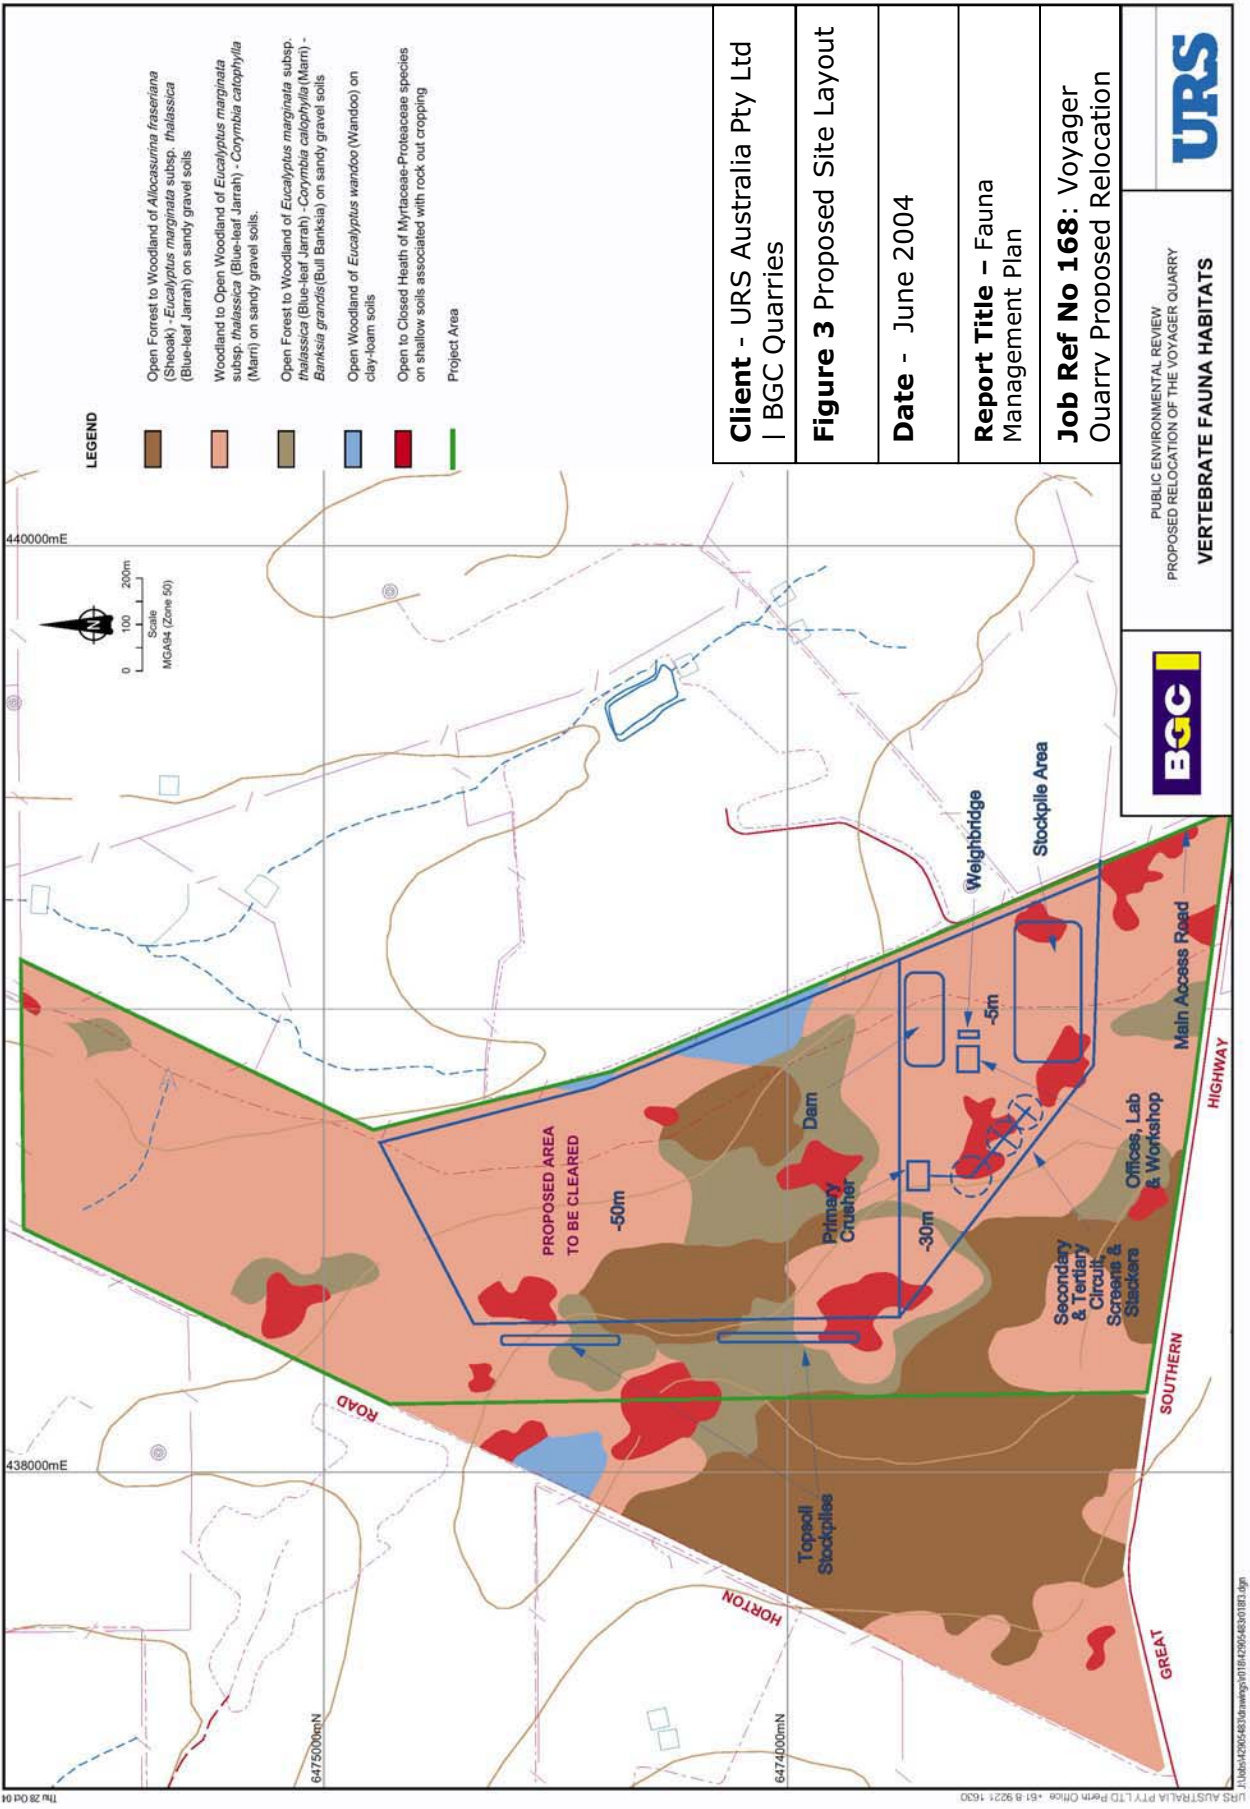 LEGEND
Open Forrest to Woodland of Allocasurina fraseriana
(Sheoak) - Eucalyptus marginata subsp. thalassica
(Blue-leaf Jarrah) on sandy gravel soils
Woodland to Open Woodland of Eucalyptus marginata
subsp. thalassica (Blue-leaf Jarrah) - Corymbia catophylla
(Marri) on sandy gravel soils.
Open Forest to Woodland of Eucalyptus marginata subsp.
thalassica (Blue-leaf Jarrah) - Corymbia calophylla (Marri) -
Banksia grandis (Bull Banksia) on sandy gravel soils
Open Woodland of Eucalyptus wandoo (Wandoo) on
clay-loam soils
Open to Closed Heath of Myrtaceae-Proteaceae species
on shallow soils associated with rock out cropping
Project Area
440000mE
N
0 100 200m
Scale
MGA94 (Zone 50)
438000mE
6475000mN
6474000mN
PROPOSED AREA
TO BE CLEARED
-50m
-30m
-5m
Dam
Primary
Crusher
Weighbridge
Stockpile Area
Main Access Road
Offices, Lab
& Workshop
Secondary
& Tertiary
Circuit,
Screens &
Stackers
Topsoil
Stockpiles
ROAD
HORTON
GREAT
SOUTHERN
HIGHWAY
Client - URS Australia Pty Ltd
| BGC Quarries
Figure 3 Proposed Site Layout
Date - June 2004
Report Title – Fauna
Management Plan
Job Ref No 168: Voyager
Quarry Proposed Relocation
BGC
PUBLIC ENVIRONMENTAL REVIEW
PROPOSED RELOCATION OF THE VOYAGER QUARRY
VERTEBRATE FAUNA HABITATS
URS
URS AUSTRALIA PTY LTD Perth Office +61-8 9221 1630
Thu 28 Oct 04